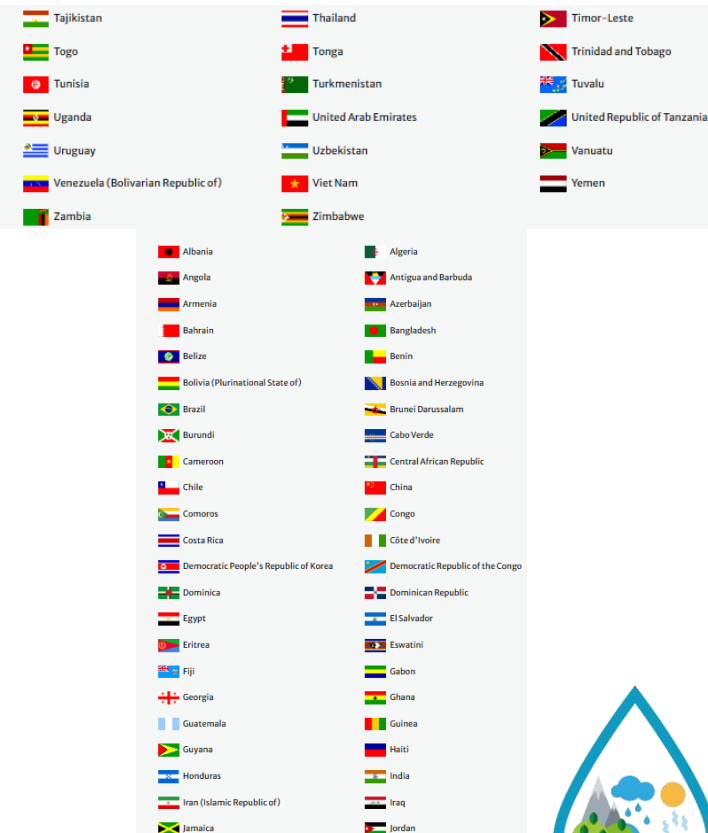 Tajikistan Thailand Timor-Leste
Togo Tonga Trinidad and Tobago
Tunisia Turkmenistan Tuvalu
Uganda United Arab Emirates United Republic of Tanzania
Uruguay Uzbekistan Vanuatu
Venezuela (Bolivarian Republic of) Viet Nam Yemen
Zambia Zimbabwe
Albania Algeria
Angola Antigua and Barbuda
Armenia Azerbaijan
Bahrain Bangladesh
Belize Benin
Bolivia (Plurinational State of) Bosnia and Herzegovina
Brazil Brunei Darussalam
Burundi Cabo Verde
Cameroon Central African Republic
Chile China
Comoros Congo
Costa Rica Côte d'Ivoire
Democratic People's Republic of Korea Democratic Republic of the Congo
Dominica Dominican Republic
Egypt El Salvador
Eritrea Eswatini
Fiji Gabon
Georgia Ghana
Guatemala Guinea
Guyana Haiti
Honduras India
Iran (Islamic Republic of) Iraq
Jamaica Jordan